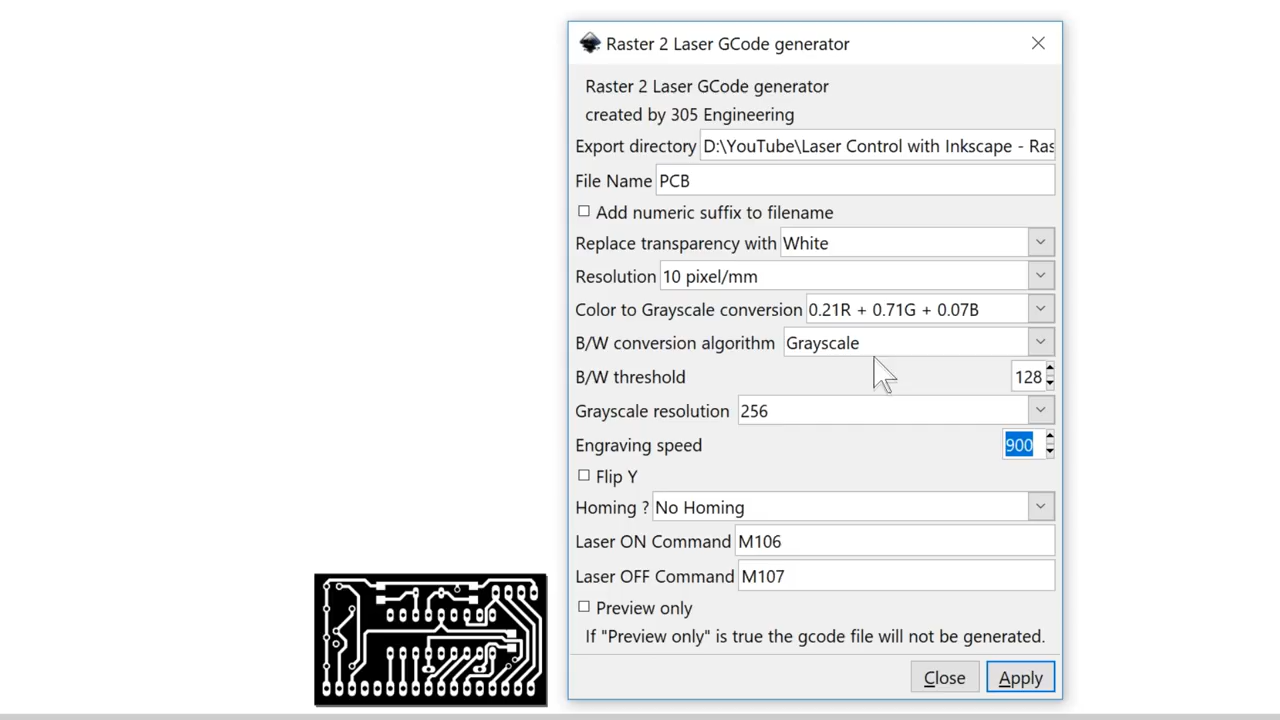 Raster 2 Laser GCode generator
Raster 2 Laser GCode generator
created by 305 Engineering
Export directory D:\YouTube\Laser Control with Inkscape - Ras
File Name PCB
Add numeric suffix to filename
Replace transparency with White
Resolution 10 pixel/mm
Color to Grayscale conversion 0.21R + 0.71G + 0.07B
B/W conversion algorithm Grayscale
B/W threshold 128
Grayscale resolution 256
Engraving speed 900
Flip Y
Homing ? No Homing
Laser ON Command M106
Laser OFF Command M107
Preview only
If "Preview only" is true the gcode file will not be generated.
Close Apply